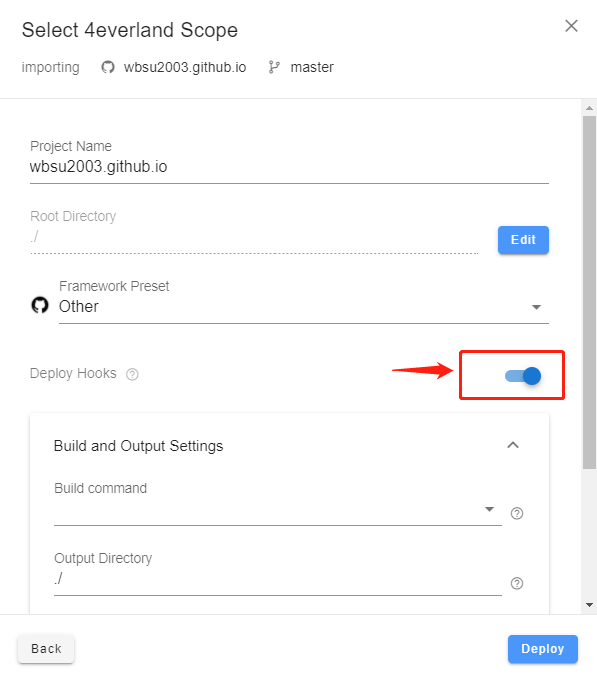 Select 4everland Scope
importing wbsu2003.github.io master
Project Name
wbsu2003.github.io
Root Directory
./
Edit
Framework Preset
Other
Deploy Hooks
Build and Output Settings
Build command
Output Directory
./
Back
Deploy